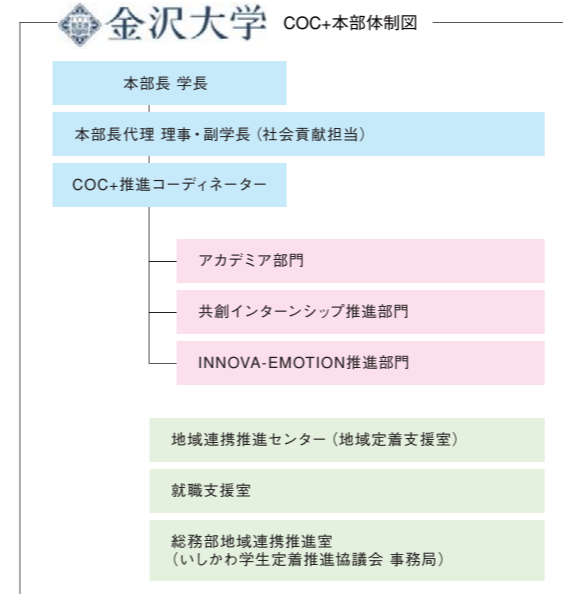 金沢大学 COC+本部体制図
本部長 学長
本部長代理 理事・副学長（社会貢献担当）
COC+推進コーディネーター
アカデミア部門
共創インターンシップ推進部門
INNOVA-EMOTION推進部門
地域連携推進センター（地域定着支援室）
就職支援室
総務部地域連携推進室
（いしかわ学生定着推進協議会 事務局）